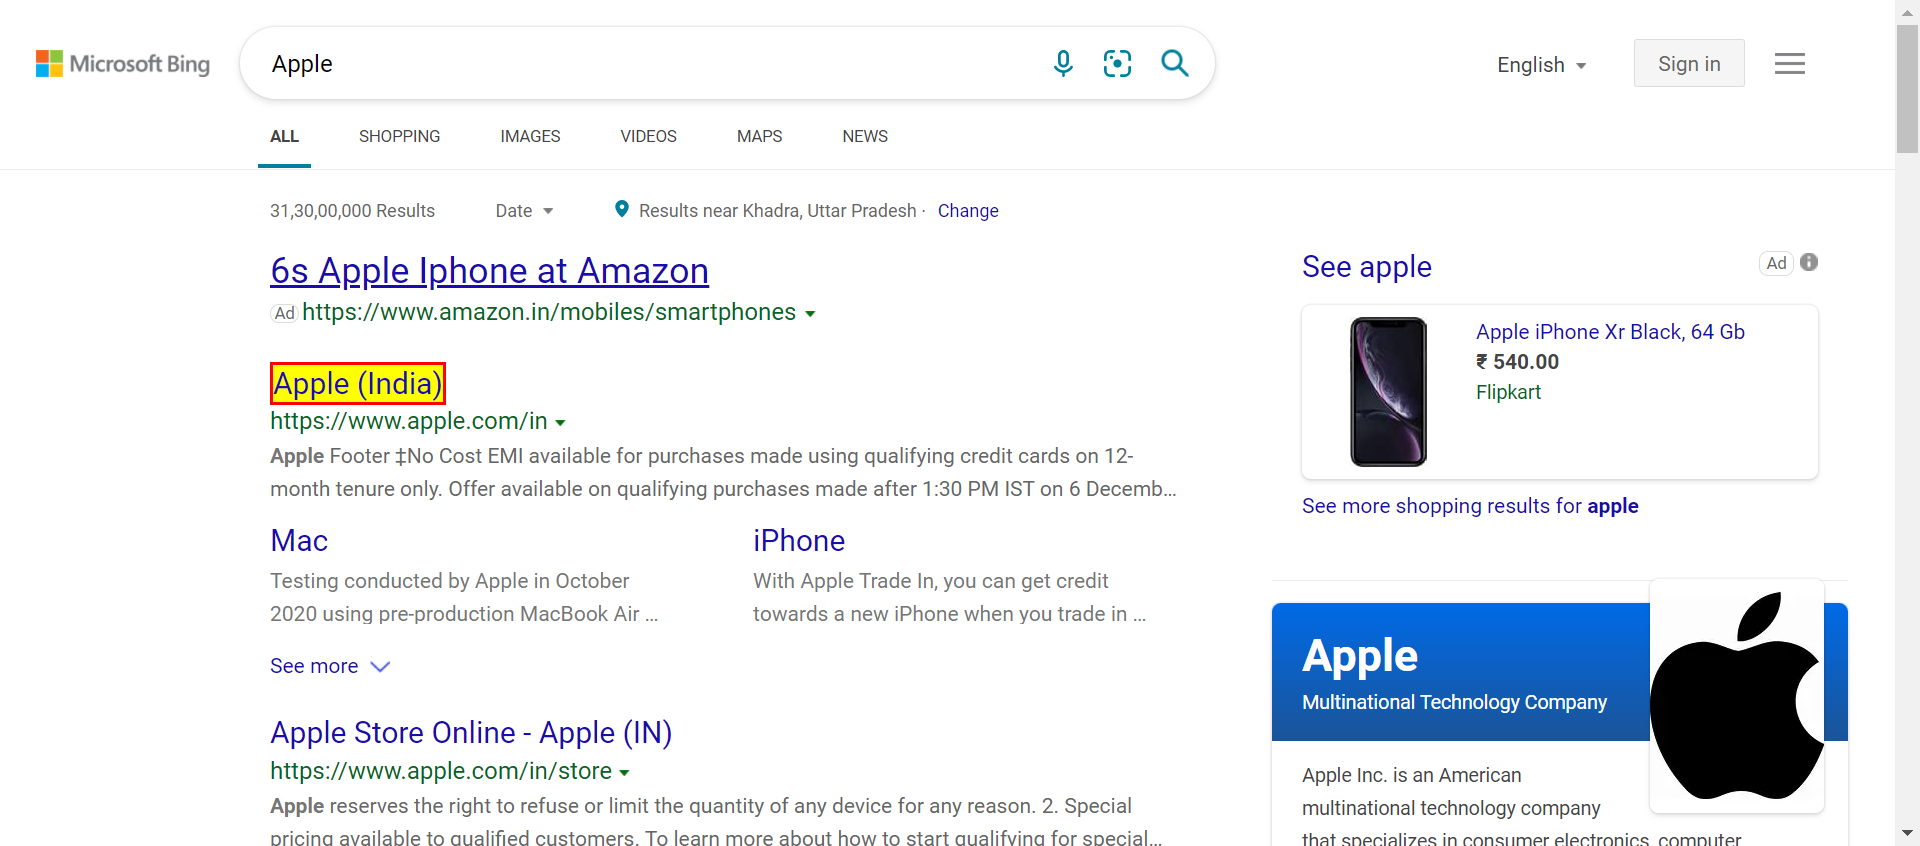 Microsoft Bing
Apple
English
Sign in
ALL SHOPPING IMAGES VIDEOS MAPS NEWS
31,30,00,000 Results Date Results near Khadra, Uttar Pradesh · Change
6s Apple Iphone at Amazon
Ad https://www.amazon.in/mobiles/smartphones
Apple (India)
https://www.apple.com/in
Apple Footer ‡No Cost EMI available for purchases made using qualifying credit cards on 12-
month tenure only. Offer available on qualifying purchases made after 1:30 PM IST on 6 Decemb...
Mac
Testing conducted by Apple in October
2020 using pre-production MacBook Air ...
iPhone
With Apple Trade In, you can get credit
towards a new iPhone when you trade in ...
See more
Apple Store Online - Apple (IN)
https://www.apple.com/in/store
Apple reserves the right to refuse or limit the quantity of any device for any reason. 2. Special
pricing available to qualified customers. To learn more about how to start qualifying for special...
See apple
Ad
Apple iPhone Xr Black, 64 Gb
₹ 540.00
Flipkart
See more shopping results for apple
Apple
Multinational Technology Company
Apple Inc. is an American
multinational technology company
that specializes in consumer electronics, computer